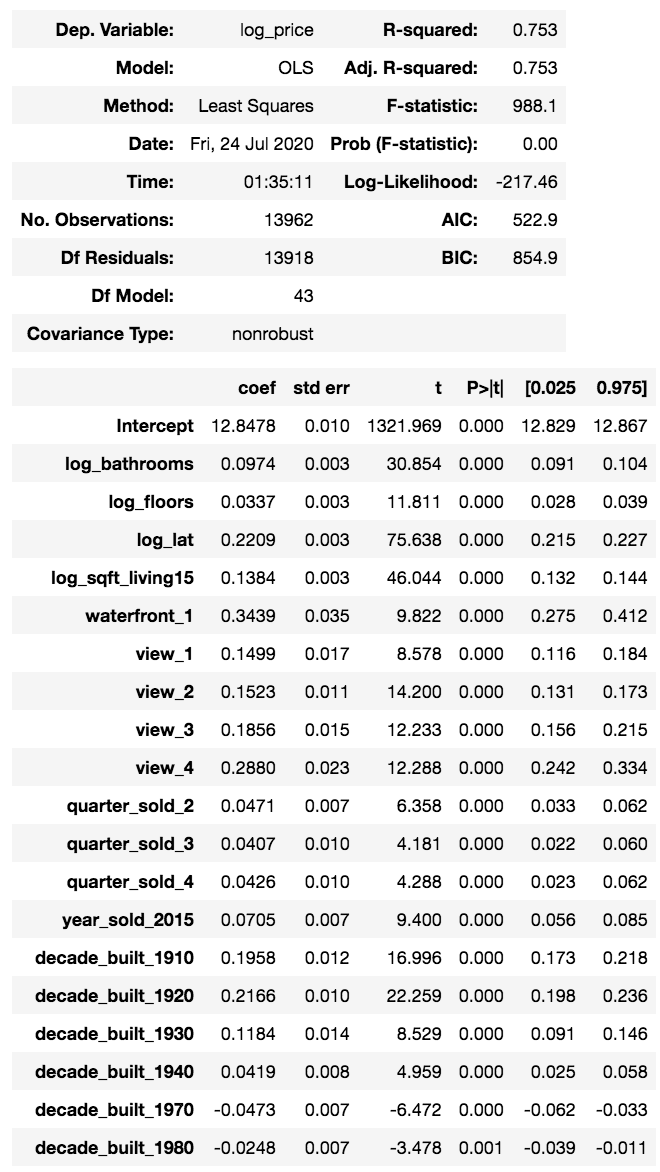 Dep. Variable: log_price R-squared: 0.753
Model: OLS Adj. R-squared: 0.753
Method: Least Squares F-statistic: 988.1
Date: Fri, 24 Jul 2020 Prob (F-statistic): 0.00
Time: 01:35:11 Log-Likelihood: -217.46
No. Observations: 13962 AIC: 522.9
Df Residuals: 13918 BIC: 854.9
Df Model: 43
Covariance Type: nonrobust
coef std err t P>|t| [0.025 0.975]
Intercept 12.8478 0.010 1321.969 0.000 12.829 12.867
log_bathrooms 0.0974 0.003 30.854 0.000 0.091 0.104
log_floors 0.0337 0.003 11.811 0.000 0.028 0.039
log_lat 0.2209 0.003 75.638 0.000 0.215 0.227
log_sqft_living15 0.1384 0.003 46.044 0.000 0.132 0.144
waterfront_1 0.3439 0.035 9.822 0.000 0.275 0.412
view_1 0.1499 0.017 8.578 0.000 0.116 0.184
view_2 0.1523 0.011 14.200 0.000 0.131 0.173
view_3 0.1856 0.015 12.233 0.000 0.156 0.215
view_4 0.2880 0.023 12.288 0.000 0.242 0.334
quarter_sold_2 0.0471 0.007 6.358 0.000 0.033 0.062
quarter_sold_3 0.0407 0.010 4.181 0.000 0.022 0.060
quarter_sold_4 0.0426 0.010 4.288 0.000 0.023 0.062
year_sold_2015 0.0705 0.007 9.400 0.000 0.056 0.085
decade_built_1910 0.1958 0.012 16.996 0.000 0.173 0.218
decade_built_1920 0.2166 0.010 22.259 0.000 0.198 0.236
decade_built_1930 0.1184 0.014 8.529 0.000 0.091 0.146
decade_built_1940 0.0419 0.008 4.959 0.000 0.025 0.058
decade_built_1970 -0.0473 0.007 -6.472 0.000 -0.062 -0.033
decade_built_1980 -0.0248 0.007 -3.478 0.001 -0.039 -0.011